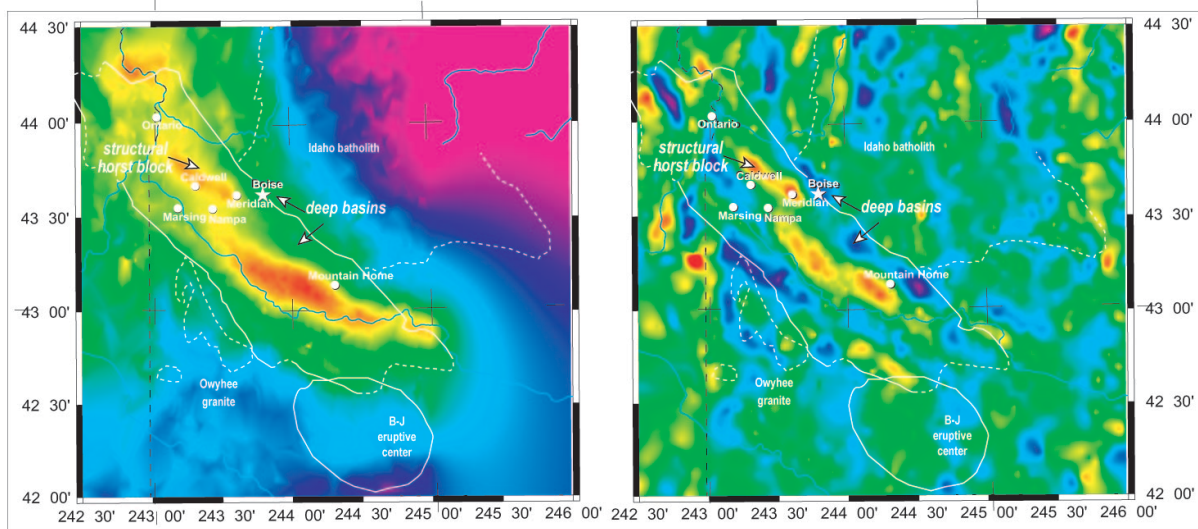 44 30'
44 00'
43 30'
43 00'
42 30'
42 00'
Ontario
structural
horst block
Caldwell
Marsing
Nampa
Meridian
Boise
deep basins
Idaho batholith
Mountain Home
Owyhee
granite
B-J
eruptive
center
242 30' 243 00' 243 30' 244 00' 244 30' 245 00' 245 30' 246 00'
Ontario
structural
horst block
Caldwell
Marsing
Nampa
Meridian
Boise
deep basins
Idaho batholith
Mountain Home
Owyhee
granite
B-J
eruptive
center
44 30'
44 00'
43 30'
43 00'
42 30'
42 00'
242 30' 243 00' 243 30' 244 00' 244 30' 245 00' 245 30' 246 00'